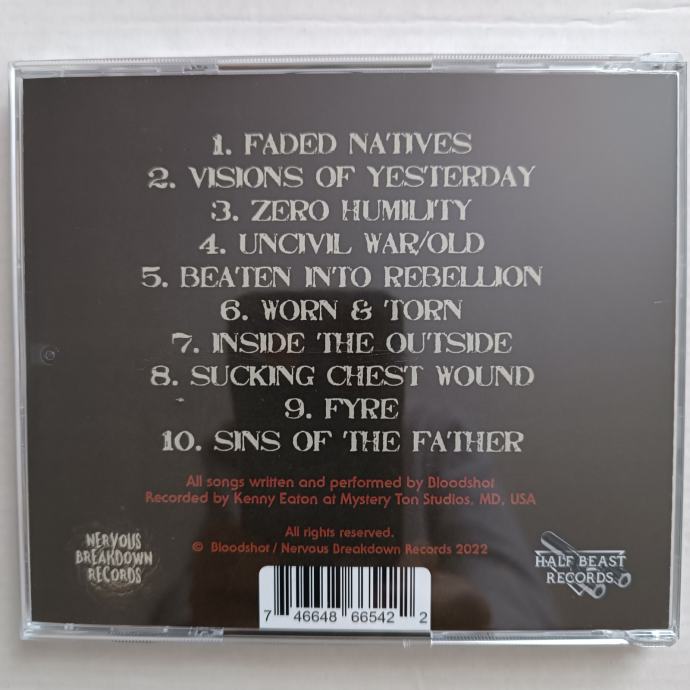 1. FADED NATIVES
2. VISIONS OF YESTERDAY
3. ZERO HUMILITY
4. UNCIVIL WAR/OLD
5. BEATEN INTO REBELLION
6. WORN & TORN
7. INSIDE THE OUTSIDE
8. SUCKING CHEST WOUND
9. FYRE
10. SINS OF THE FATHER
All songs written and performed by Bloodshot
Recorded by Kenny Eaton at Mystery Ton Studios, MD, USA
All rights reserved.
© Bloodshot / Nervous Breakdown Records 2022
NERVOUS
BREAKDOWN
RECORDS
HALF BEAST
RECORDS
7 46648 66542 2